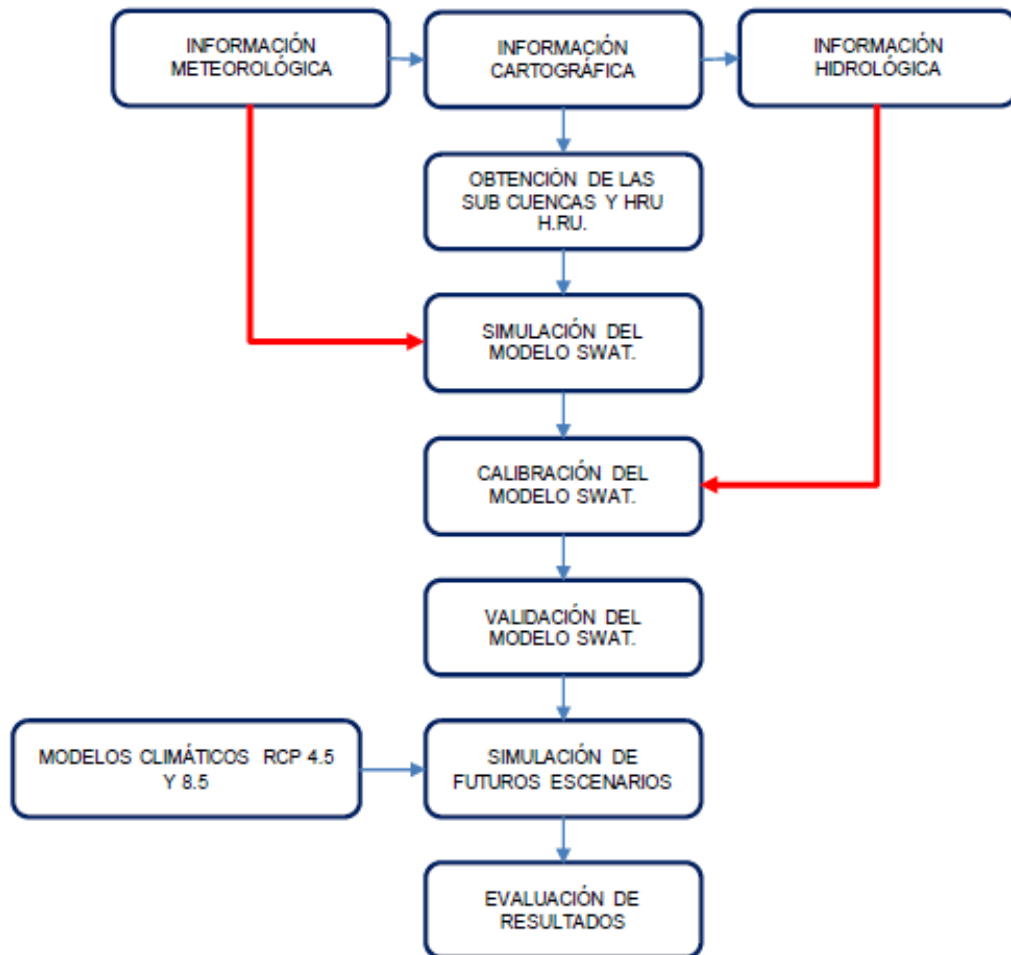 INFORMACIÓN
METEOROLÓGICA
INFORMACIÓN
CARTOGRÁFICA
INFORMACIÓN
HIDROLÓGICA
OBTENCIÓN DE LAS
SUB CUENCAS Y HRU
H.RU.
SIMULACIÓN DEL
MODELO SWAT.
CALIBRACIÓN DEL
MODELO SWAT.
VALIDACIÓN DEL
MODELO SWAT.
MODELOS CLIMÁTICOS RCP 4.5
Y 8.5
SIMULACIÓN DE
FUTUROS ESCENARIOS
EVALUACIÓN DE
RESULTADOS